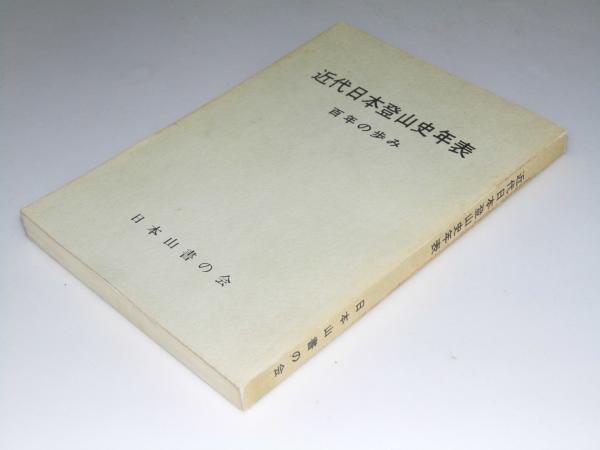 近代日本登山史年表
百年の歩み
日本山書の会
近代日本登山史年表
日本山書の会